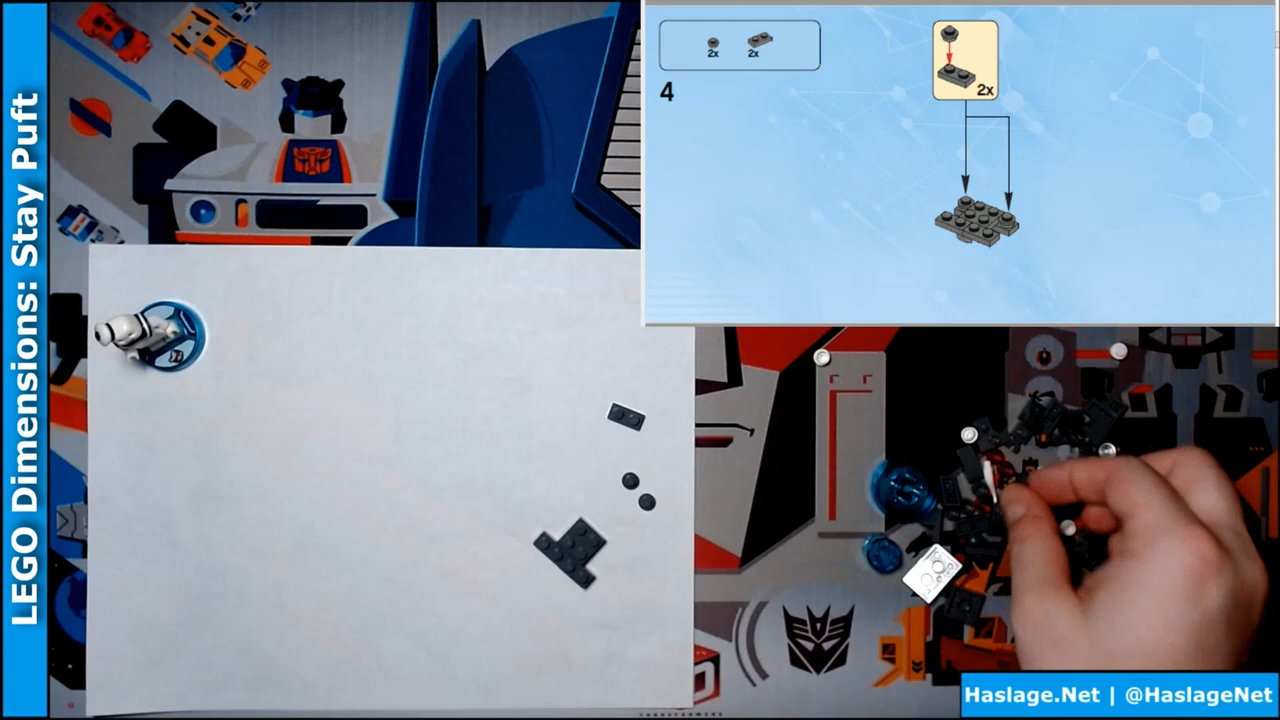 LEGO Dimensions: Stay Puft
2x 2x
4
2x
Haslage.Net | @HaslageNet